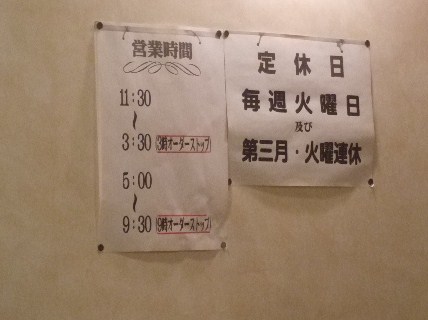 営業時間
11:30
〜
3:30 3時オーダーストップ
5:00
〜
9:30 9時オーダーストップ
定休日
毎週火曜日
及び
第三月・火曜連休